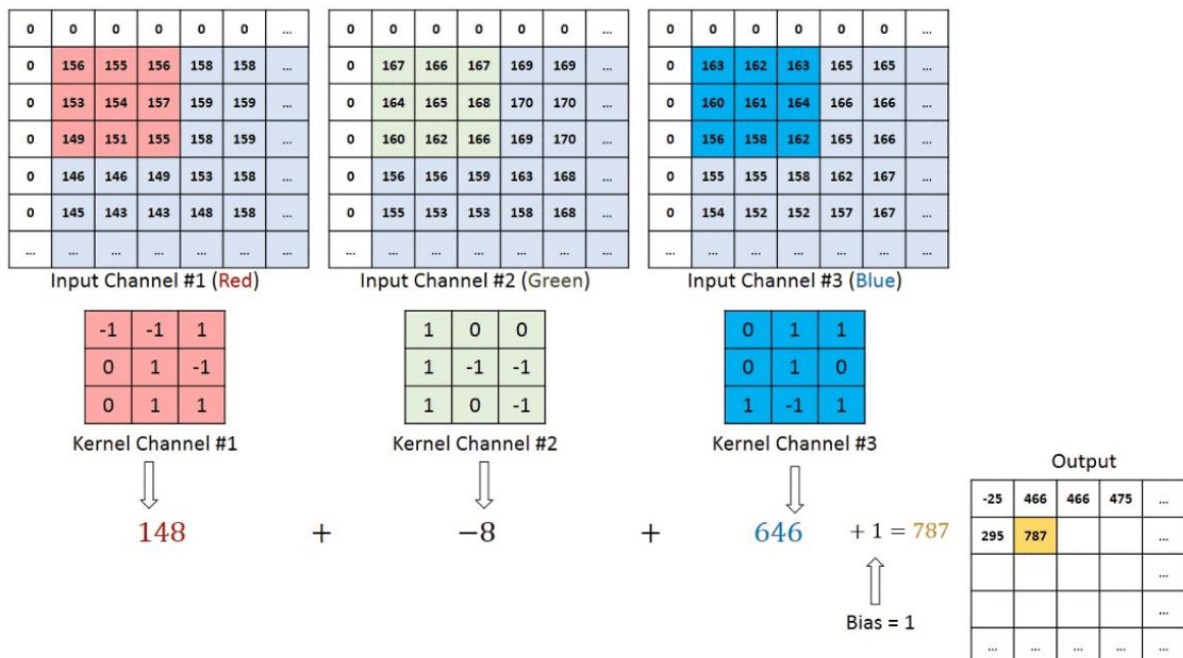 0 0 0 0 0 0 ...
0 156 155 156 158 158 ...
0 153 154 157 159 159 ...
0 149 151 155 158 159 ...
0 146 146 149 153 158 ...
0 145 143 143 148 158 ...
... ... ... ... ... ... ...
Input Channel #1 (Red)
0 0 0 0 0 0 ...
0 167 166 167 169 169 ...
0 164 165 168 170 170 ...
0 160 162 166 169 170 ...
0 156 156 159 163 168 ...
0 155 153 153 158 168 ...
... ... ... ... ... ... ...
Input Channel #2 (Green)
0 0 0 0 0 0 ...
0 163 162 163 165 165 ...
0 160 161 164 166 166 ...
0 156 158 162 165 166 ...
0 155 155 158 162 167 ...
0 154 152 152 157 167 ...
... ... ... ... ... ... ...
Input Channel #3 (Blue)
-1 -1 1
0 1 -1
0 1 1
Kernel Channel #1
1 0 0
1 -1 -1
1 0 -1
Kernel Channel #2
0 1 1
0 1 0
1 -1 1
Kernel Channel #3
148 + −8 + 646 + 1 = 787
Bias = 1
Output
-25 466 466 475 ...
295 787 ...
...
...
... ... ... ... ...